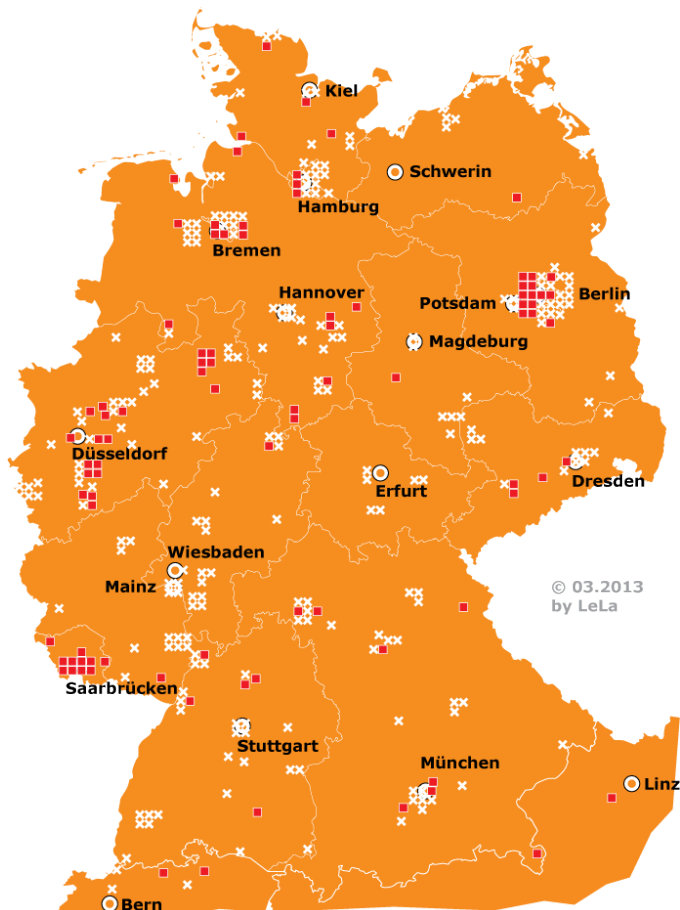 Kiel
Schwerin
Hamburg
Bremen
Hannover
Potsdam
Berlin
Magdeburg
Düsseldorf
Erfurt
Dresden
Wiesbaden
Mainz
© 03.2013
by LeLa
Saarbrücken
Stuttgart
München
Linz
Bern